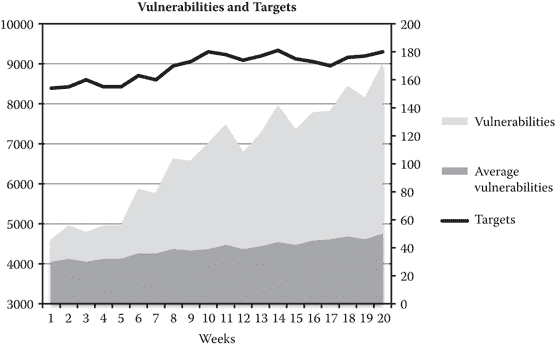 Vulnerabilities and Targets
10000
9000
8000
7000
6000
5000
4000
3000
200
180
160
140
120
100
80
60
40
20
0
1 2 3 4 5 6 7 8 9 10 11 12 13 14 15 16 17 18 19 20
Weeks
Vulnerabilities
Average
vulnerabilities
Targets